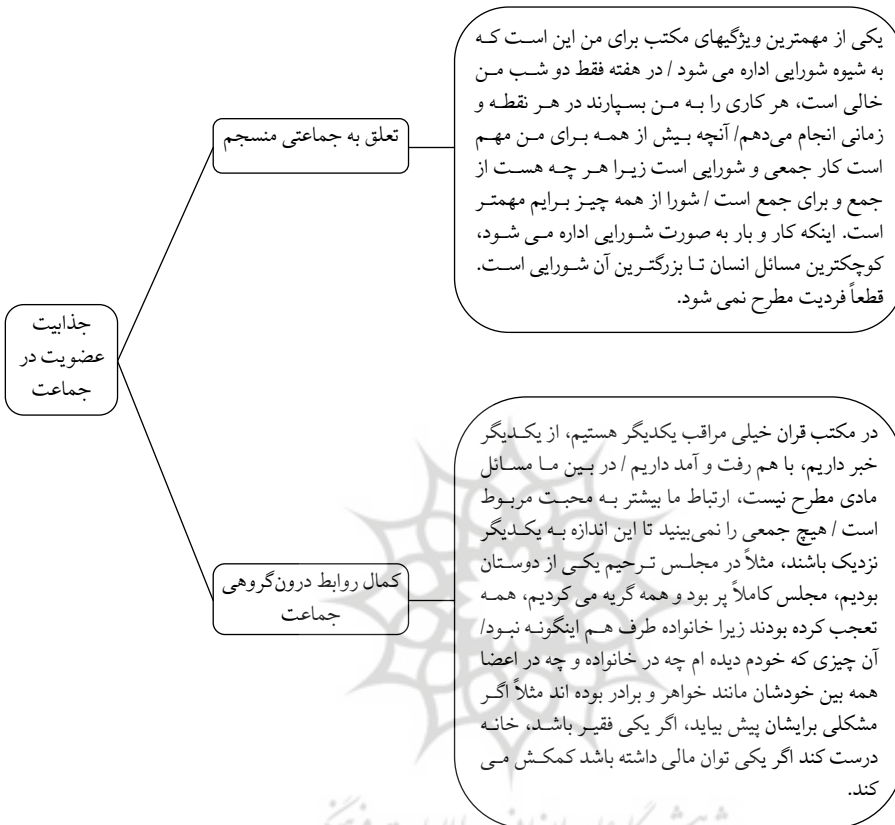 یکی از مهمترین ویژگیهای مکتب برای من این است که
به شیوه شورایی اداره می شود / در هفته فقط دو شب من
خالی است، هر کاری را به من بسپارند در هر نقطه و
زمانی انجام می‌دهم/ آنچه بیش از همه برای من مهم
است کار جمعی و شورایی است زیرا هر چه هست از
جمع و برای جمع است / شورا از همه چیز برایم مهمتر
است. اینکه کار و بار به صورت شورایی اداره می شود،
کوچکترین مسائل انسان تا بزرگترین آن شورایی است.
قطعاً فردیت مطرح نمی شود.
تعلق به جماعتی منسجم
جذابیت
عضویت در
جماعت
در مکتب قران خیلی مراقب یکدیگر هستیم، از یکدیگر
خبر داریم، با هم رفت و آمد داریم / در بین ما مسائل
مادی مطرح نیست، ارتباط ما بیشتر به محبت مربوط
است / هیچ جمعی را نمی‌بینید تا این اندازه به یکدیگر
نزدیک باشند، مثلاً در مجلس ترحیم یکی از دوستان
بودیم، مجلس کاملاً پر بود و همه گریه می کردیم، همه
تعجب کرده بودند زیرا خانواده طرف هم اینگونه نبود/
آن چیزی که خودم دیده ام چه در خانواده و چه در اعضا
همه بین خودشان مانند خواهر و برادر بوده اند مثلاً اگر
مشکلی برایشان پیش بیاید، اگر یکی فقیر باشد، خانه
درست کند اگر یکی توان مالی داشته باشد کمکش می
کند.
کمال روابط درون‌گروهی
جماعت